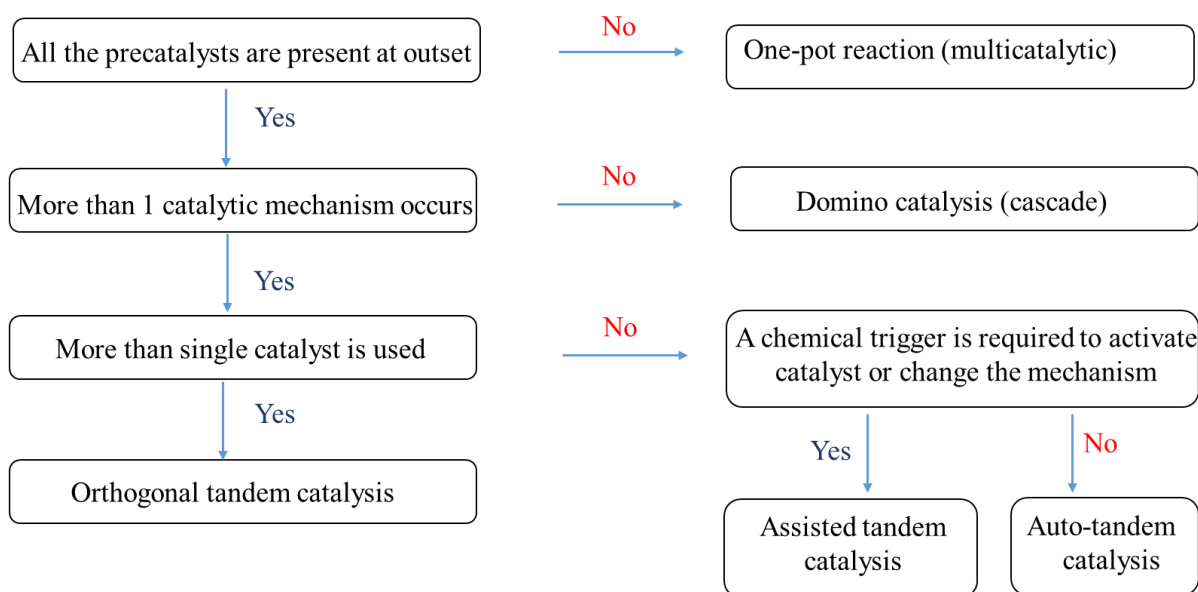 All the precatalysts are present at outset
No
One-pot reaction (multicatalytic)
Yes
More than 1 catalytic mechanism occurs
No
Domino catalysis (cascade)
Yes
More than single catalyst is used
No
A chemical trigger is required to activate
catalyst or change the mechanism
Yes
Yes
No
Orthogonal tandem catalysis
Assisted tandem
catalysis
Auto-tandem
catalysis